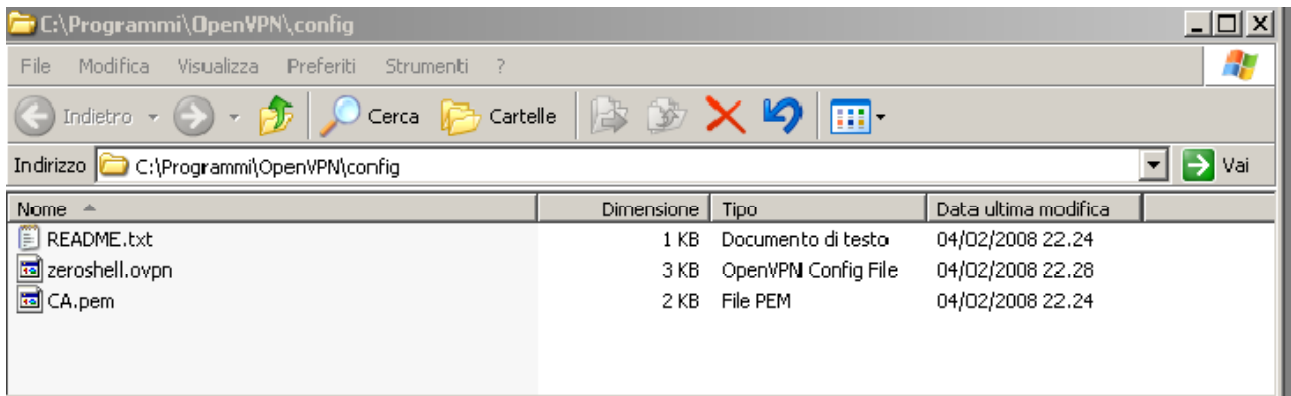 C:\Programmi\OpenVPN\config
File Modifica Visualizza Preferiti Strumenti ?
Indietro Cerca Cartelle
Indirizzo C:\Programmi\OpenVPN\config Vai
Nome Dimensione Tipo Data ultima modifica
README.txt 1 KB Documento di testo 04/02/2008 22.24
zeroshell.ovpn 3 KB OpenVPN Config File 04/02/2008 22.28
CA.pem 2 KB File PEM 04/02/2008 22.24